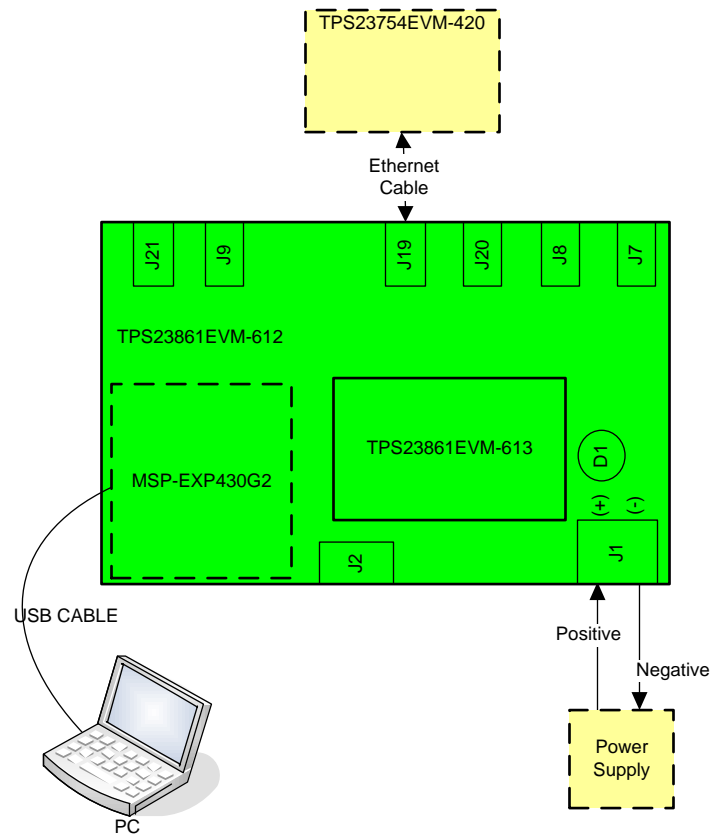 TPS23754EVM-420
Ethernet
Cable
J21
J9
J19
J20
J8
J7
TPS23861EVM-612
MSP-EXP430G2
TPS23861EVM-613
D1
(+)
(-)
J2
J1
USB CABLE
Positive
Negative
Power
Supply
PC